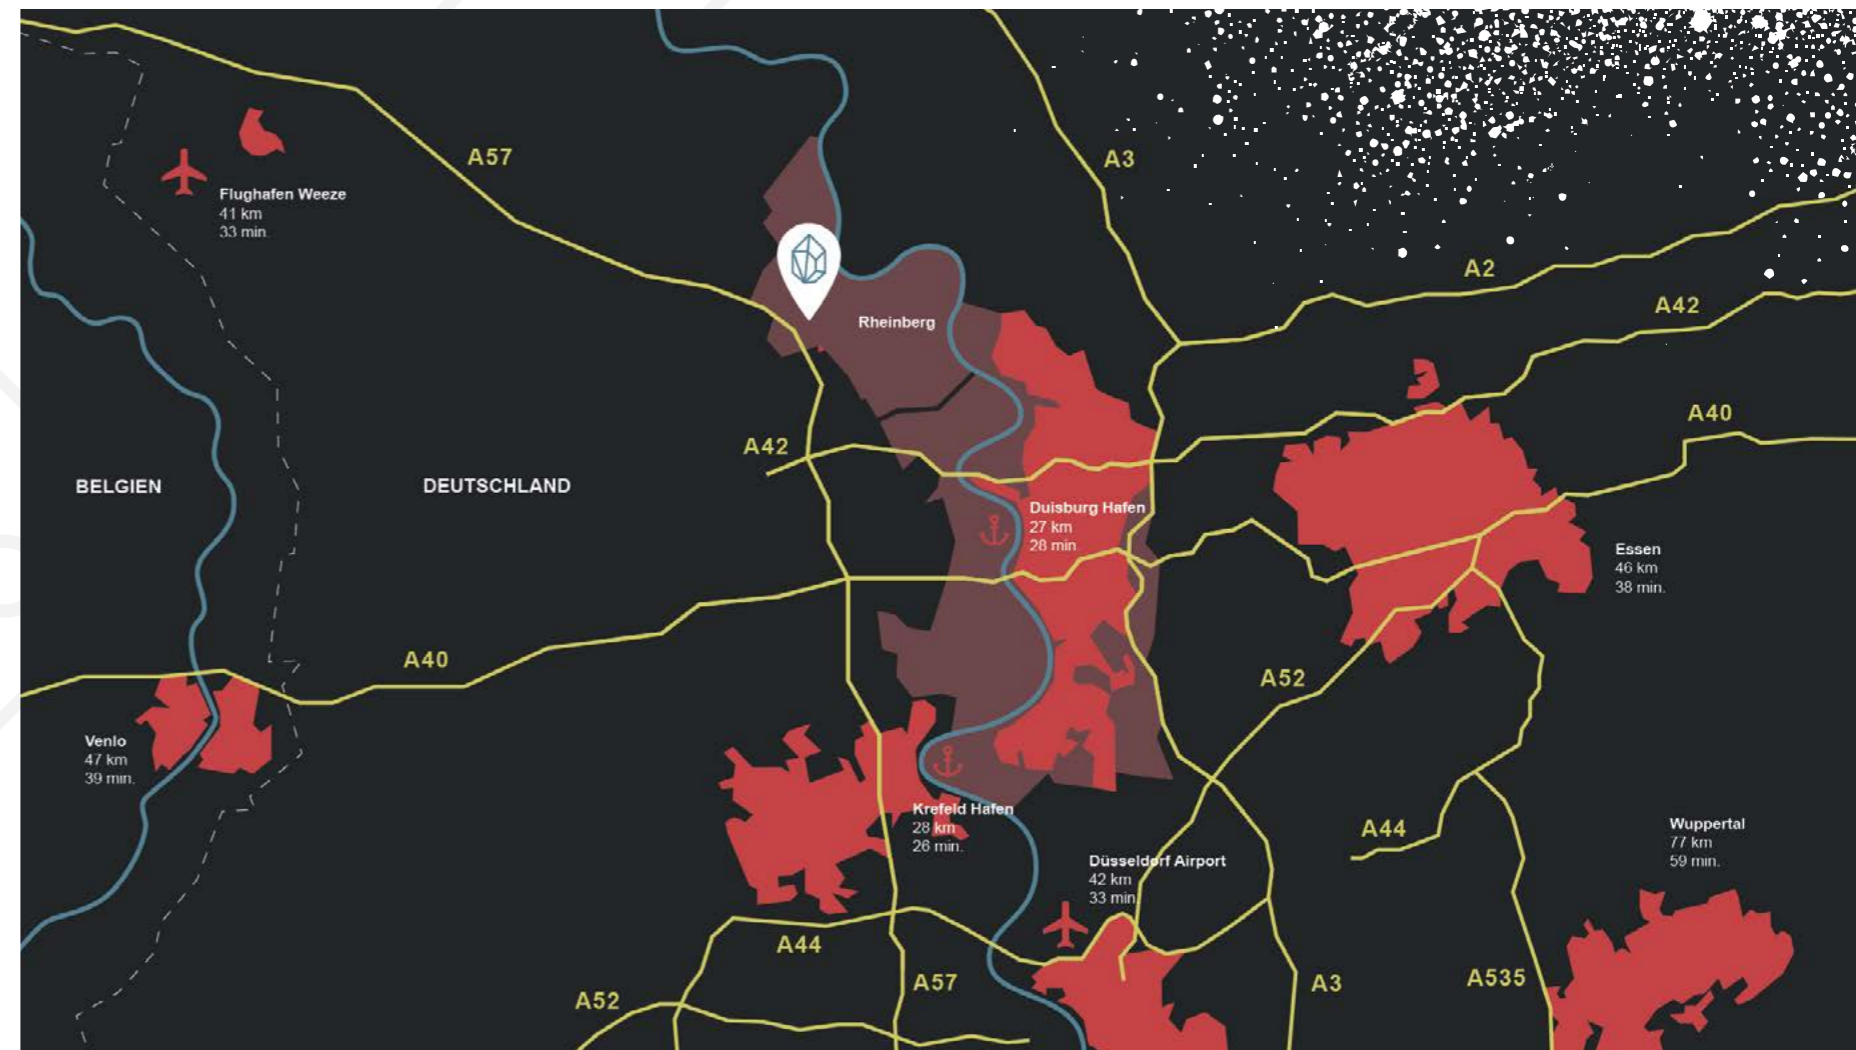 A57
A3
Flughafen Weeze
41 km
33 min.
A2
A42
Rheinberg
A40
A42
BELGIEN
DEUTSCHLAND
Duisburg Hafen
27 km
28 min.
Essen
46 km
38 min.
A40
A52
Venlo
47 km
39 min.
Krefeld Hafen
28 km
26 min.
A44
Wuppertal
77 km
59 min.
Düsseldorf Airport
42 km
33 min.
A44
A57
A3
A535
A52